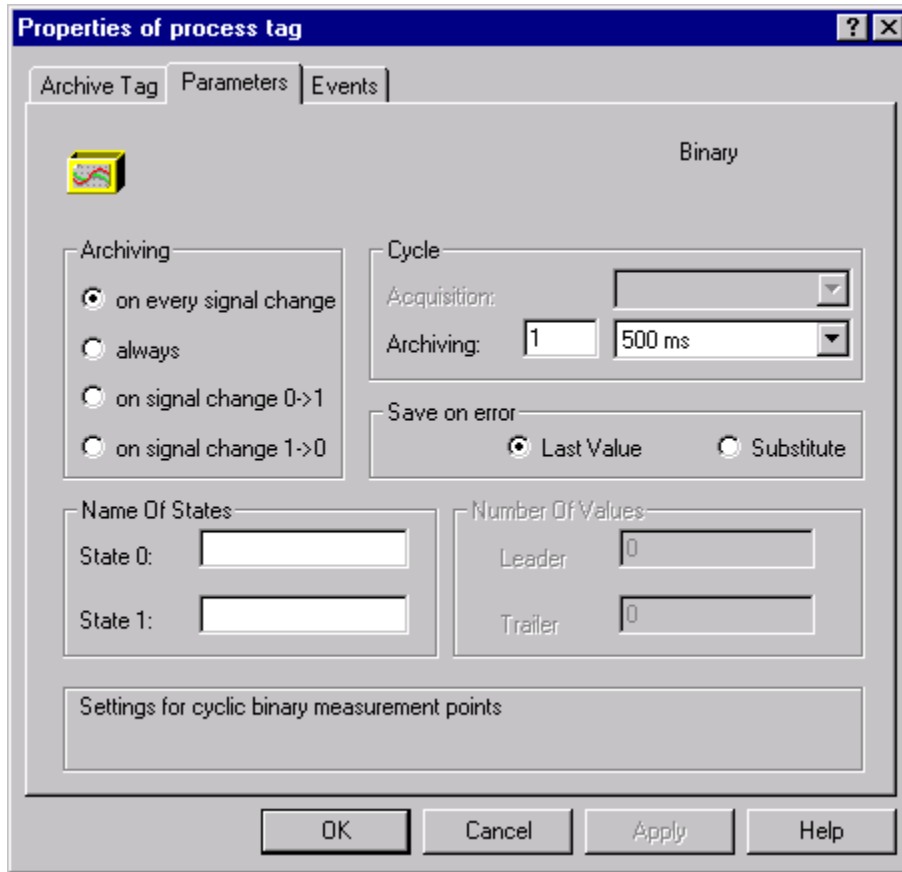 Properties of process tag
Archive Tag Parameters Events
Binary
Archiving
on every signal change
always
on signal change 0->1
on signal change 1->0
Cycle
Acquisition:
Archiving: 1 500 ms
Save on error
Last Value Substitute
Name Of States
State 0:
State 1:
Number Of Values
Leader 0
Trailer 0
Settings for cyclic binary measurement points
OK Cancel Apply Help